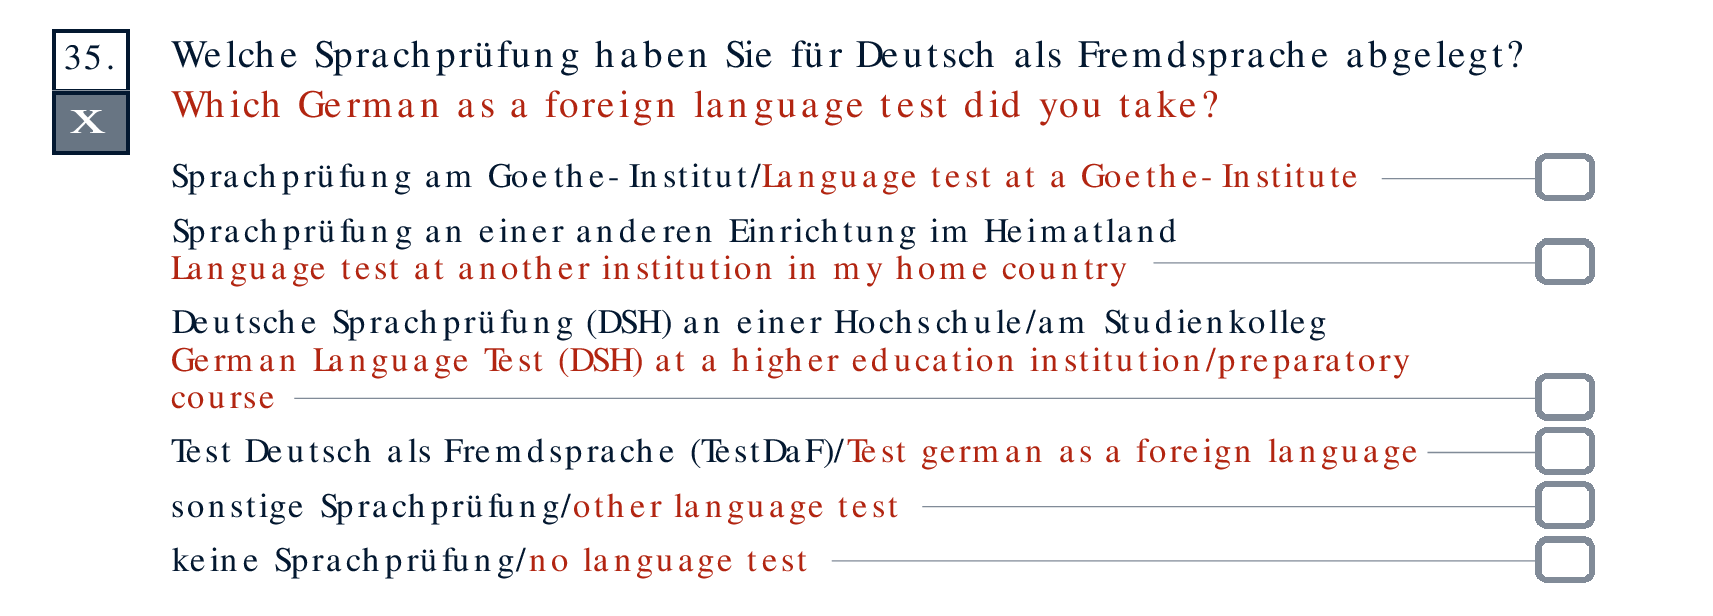 35. Welche Sprachprüfung haben Sie für Deutsch als Fremdsprache abgelegt?
X Which German as a foreign language test did you take?
Sprachprüfung am Goethe-Institut/Language test at a Goethe-Institute
Sprachprüfung an einer anderen Einrichtung im Heimatland
Language test at another institution in my home country
Deutsche Sprachprüfung (DSH) an einer Hochschule/am Studienkolleg
German Language Test (DSH) at a higher education institution/preparatory
course
Test Deutsch als Fremdsprache (TestDaF)/Test german as a foreign language
sonstige Sprachprüfung/other language test
keine Sprachprüfung/no language test